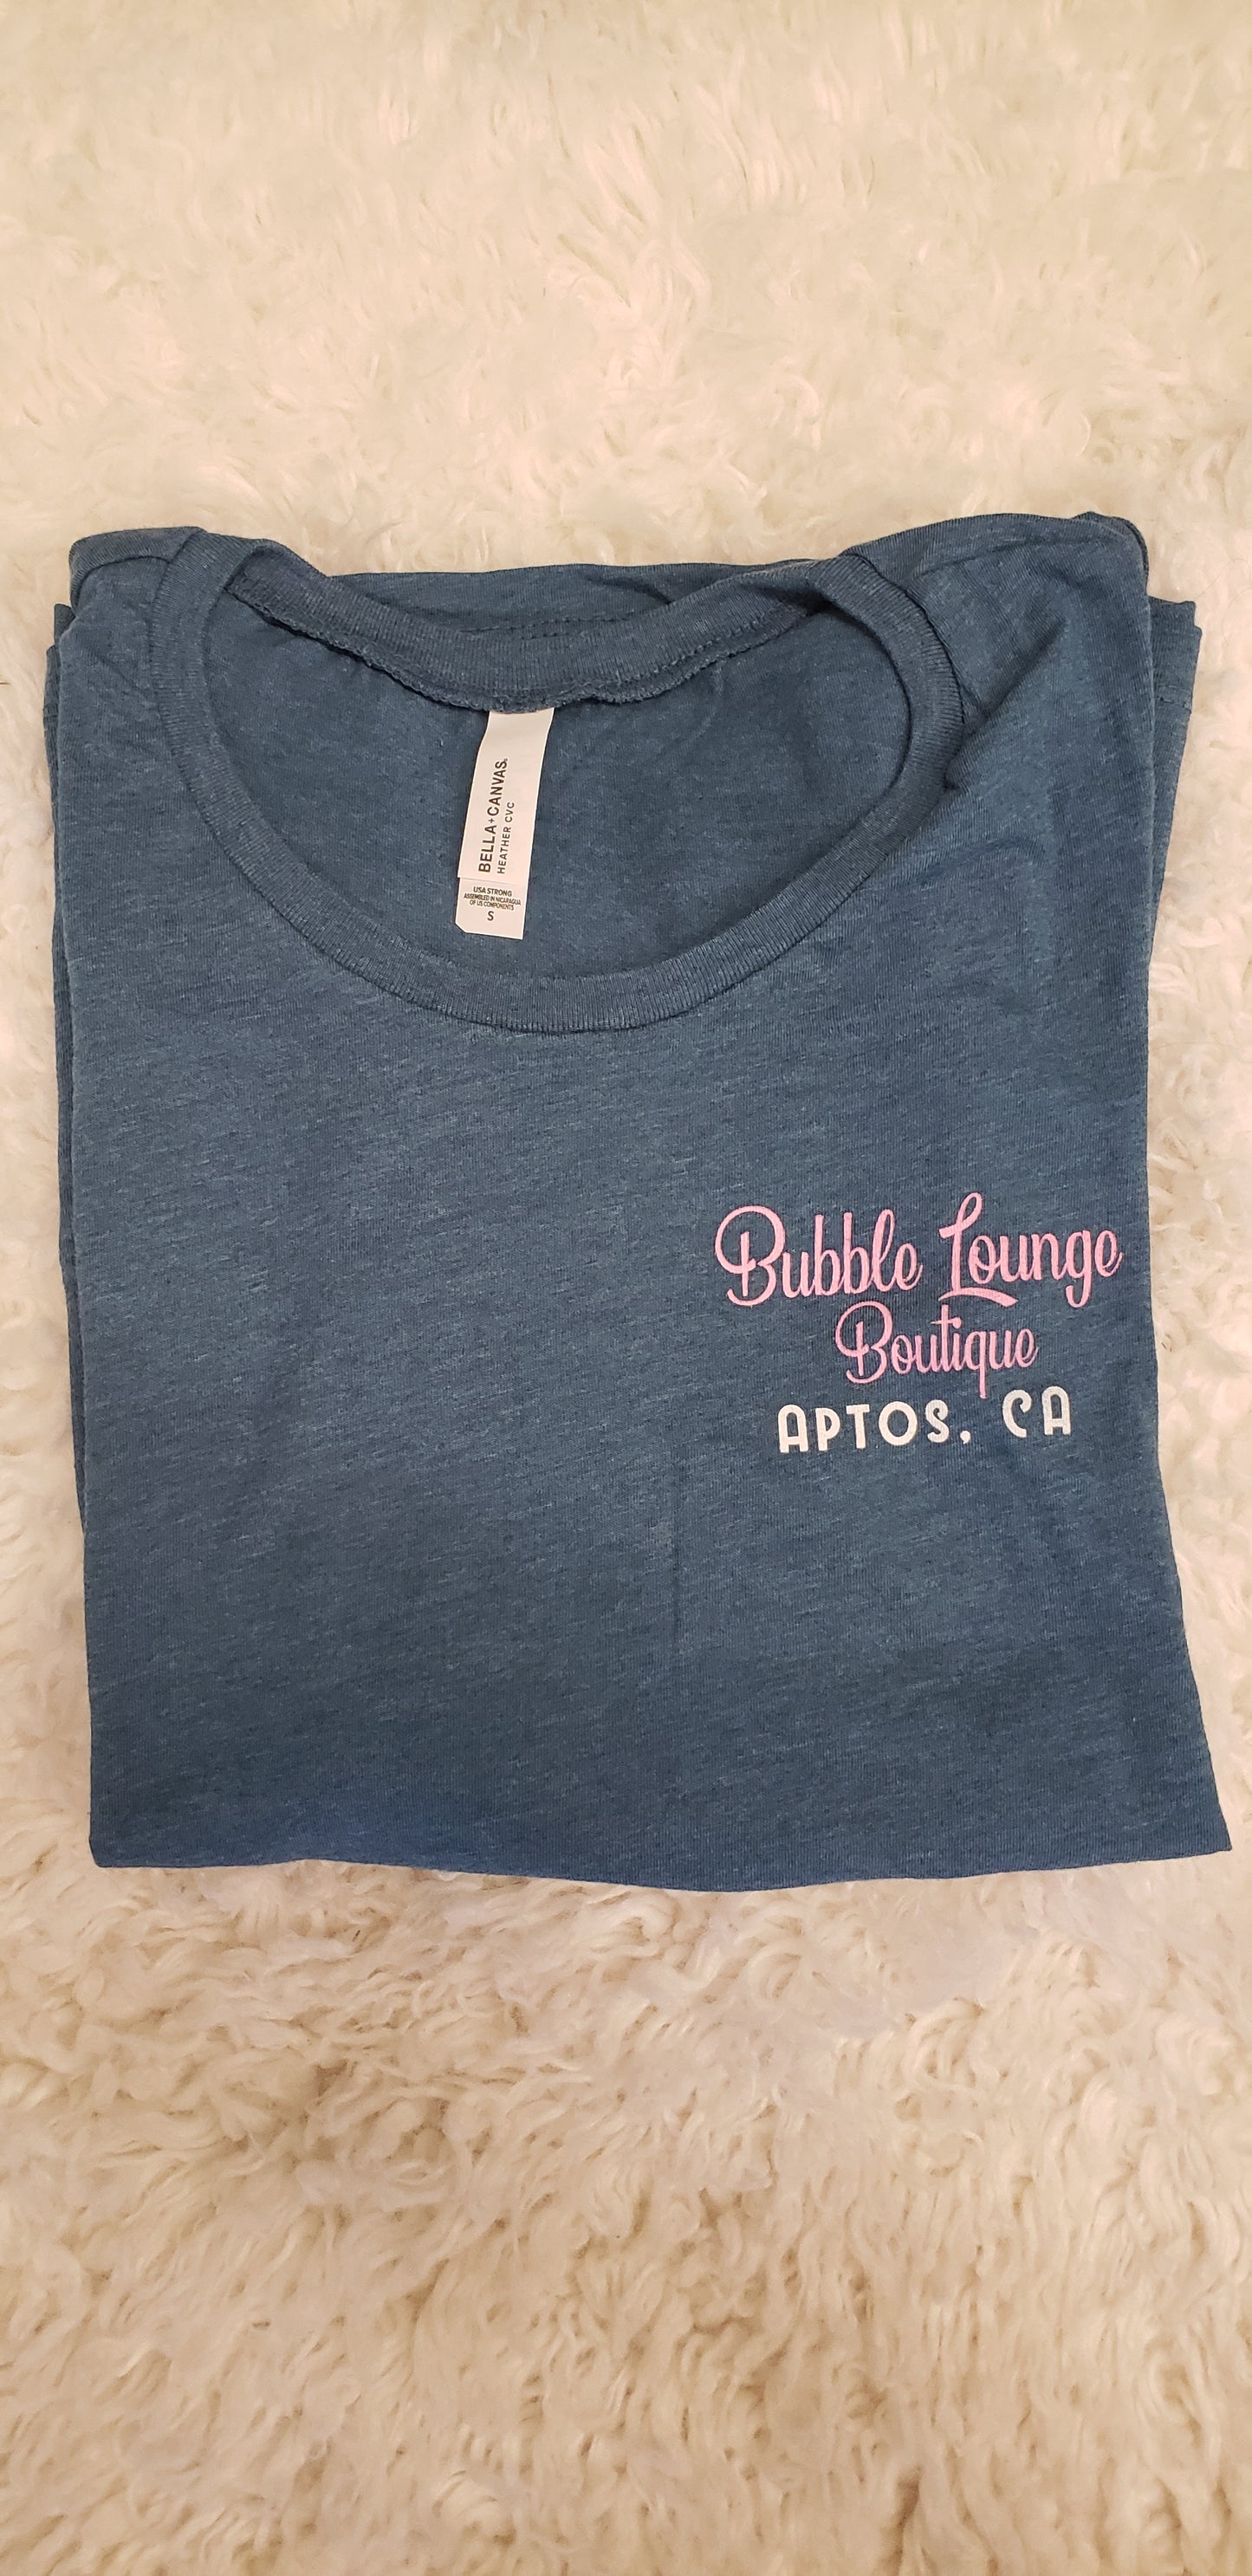 BELLA+CANVAS.
HEATHER CVC
USA STRONG
ASSEMBLED IN NICARAGUA
OF US COMPONENTS
S
Bubble Lounge
Boutique
APTOS, CA